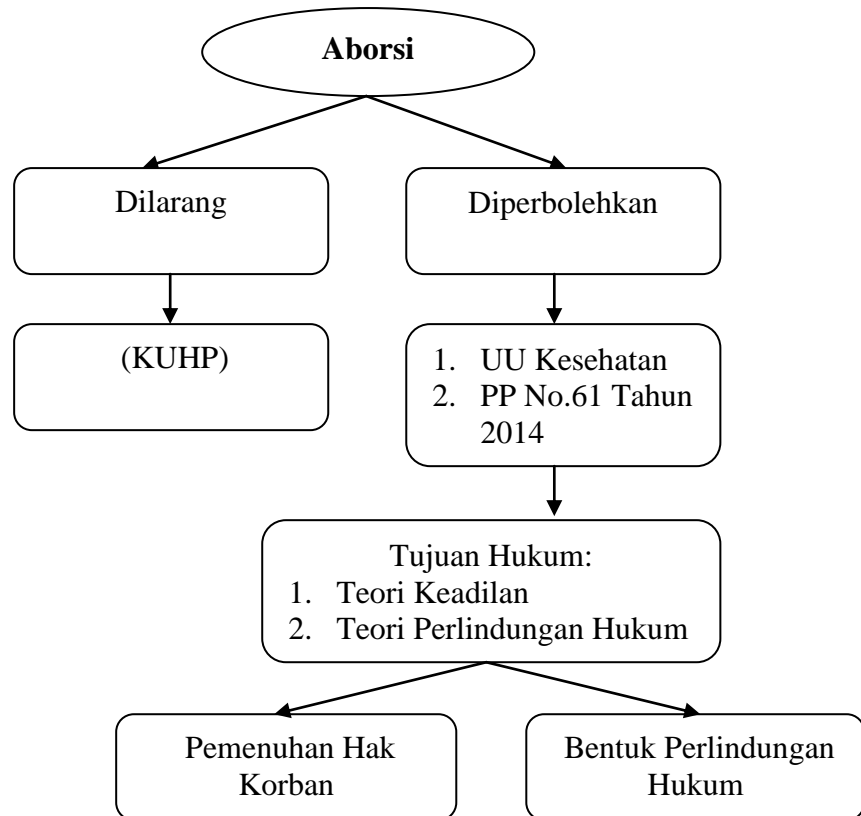 Aborsi
Dilarang
Diperbolehkan
(KUHP)
1. UU Kesehatan
2. PP No.61 Tahun
2014
Tujuan Hukum:
1. Teori Keadilan
2. Teori Perlindungan Hukum
Pemenuhan Hak
Korban
Bentuk Perlindungan
Hukum